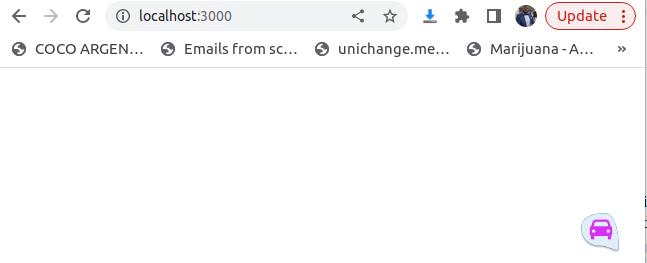 localhost:3000
Update
COCO ARGEN…
Emails from sc…
unichange.me…
Marijuana - A…
»